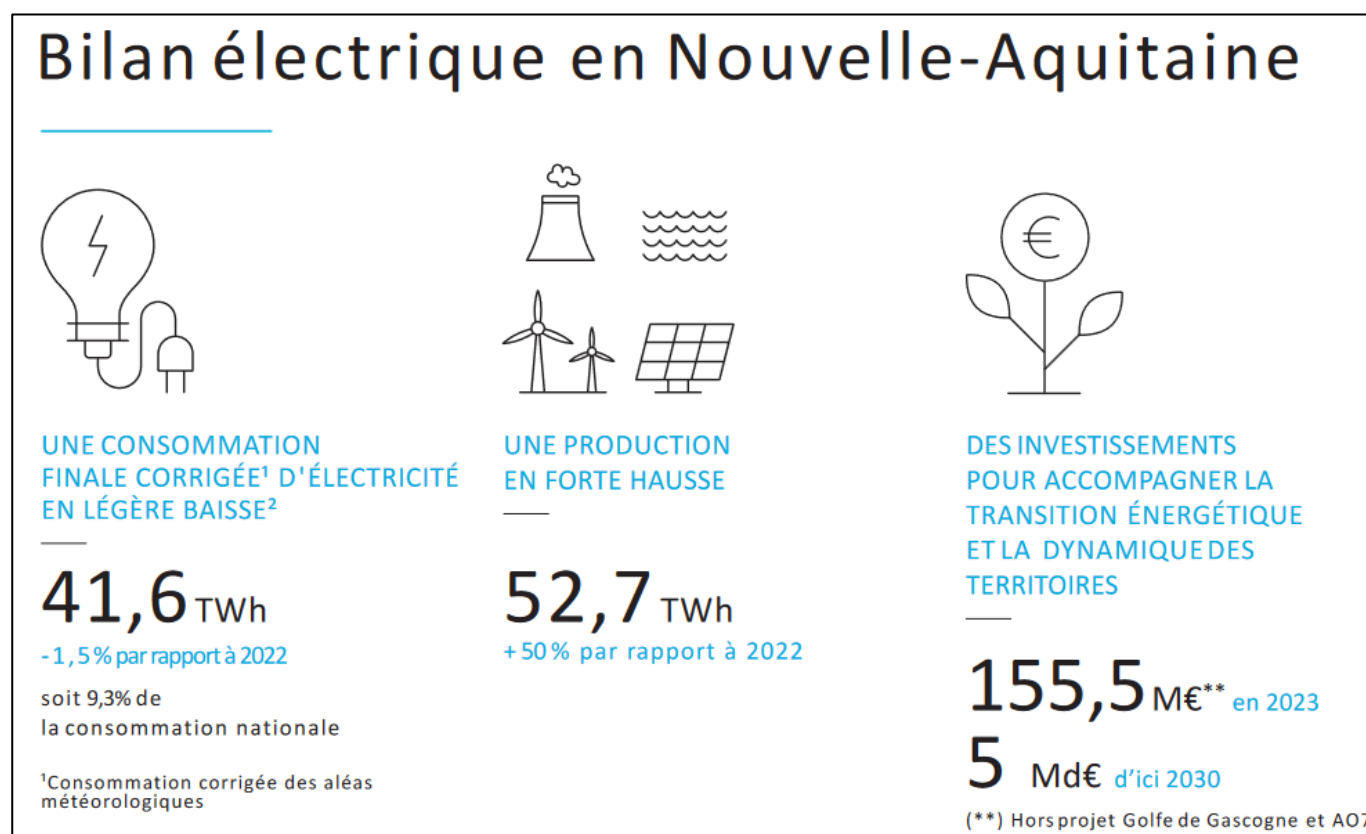 Bilan électrique en Nouvelle-Aquitaine
UNE CONSOMMATION
FINALE CORRIGÉE¹ D'ÉLECTRICITÉ
EN LÉGÈRE BAISSE²
41,6 TWh
-1,5% par rapport à 2022
soit 9,3% de
la consommation nationale
¹Consommation corrigée des aléas
météorologiques
UNE PRODUCTION
EN FORTE HAUSSE
52,7 TWh
+50% par rapport à 2022
€
DES INVESTISSEMENTS
POUR ACCOMPAGNER LA
TRANSITION ÉNERGÉTIQUE
ET LA DYNAMIQUE DES
TERRITOIRES
155,5 M€** en 2023
5 Md€ d'ici 2030
(**) Hors projet Golfe de Gascogne et AO7